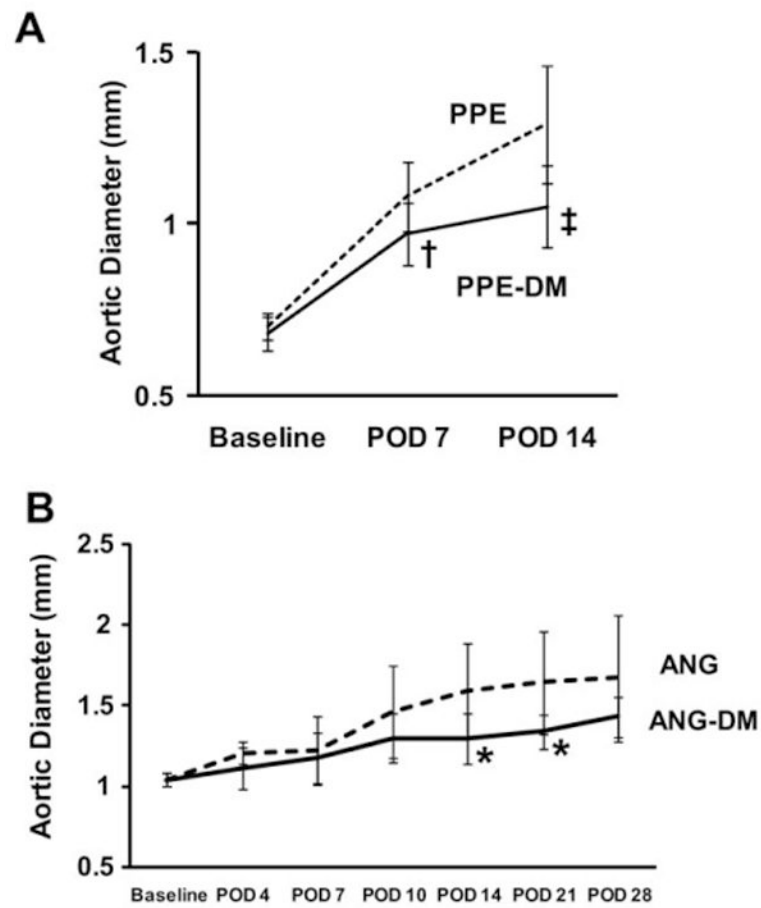 A
Aortic Diameter (mm)
1.5
1
0.5
PPE
†
‡
PPE-DM
Baseline POD 7 POD 14
B
Aortic Diameter (mm)
2.5
2
1.5
1
0.5
ANG
ANG-DM
*
*
Baseline POD 4 POD 7 POD 10 POD 14 POD 21 POD 28